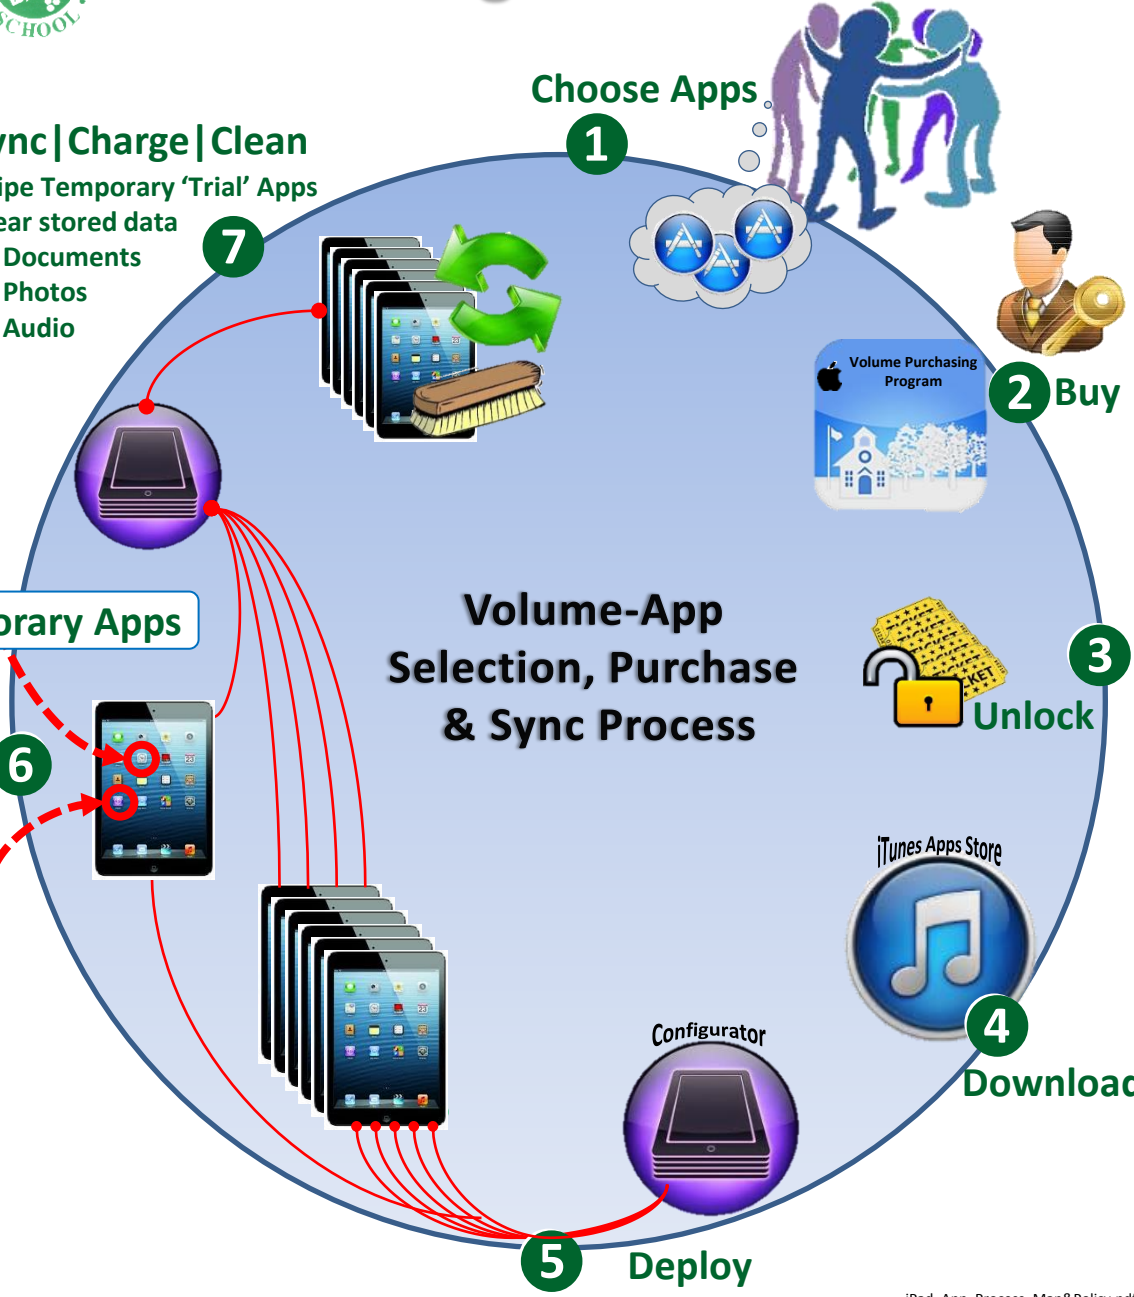 SCHOOL
Choose Apps
1
ync|Charge|Clean
ipe Temporary ‘Trial’ Apps
ear stored data
Documents
Photos
Audio
7
Volume Purchasing
Program
2 Buy
orary Apps
Volume-App
Selection, Purchase
& Sync Process
3
KET
Unlock
6
iTunes Apps Store
4
Download
Configurator
5
Deploy